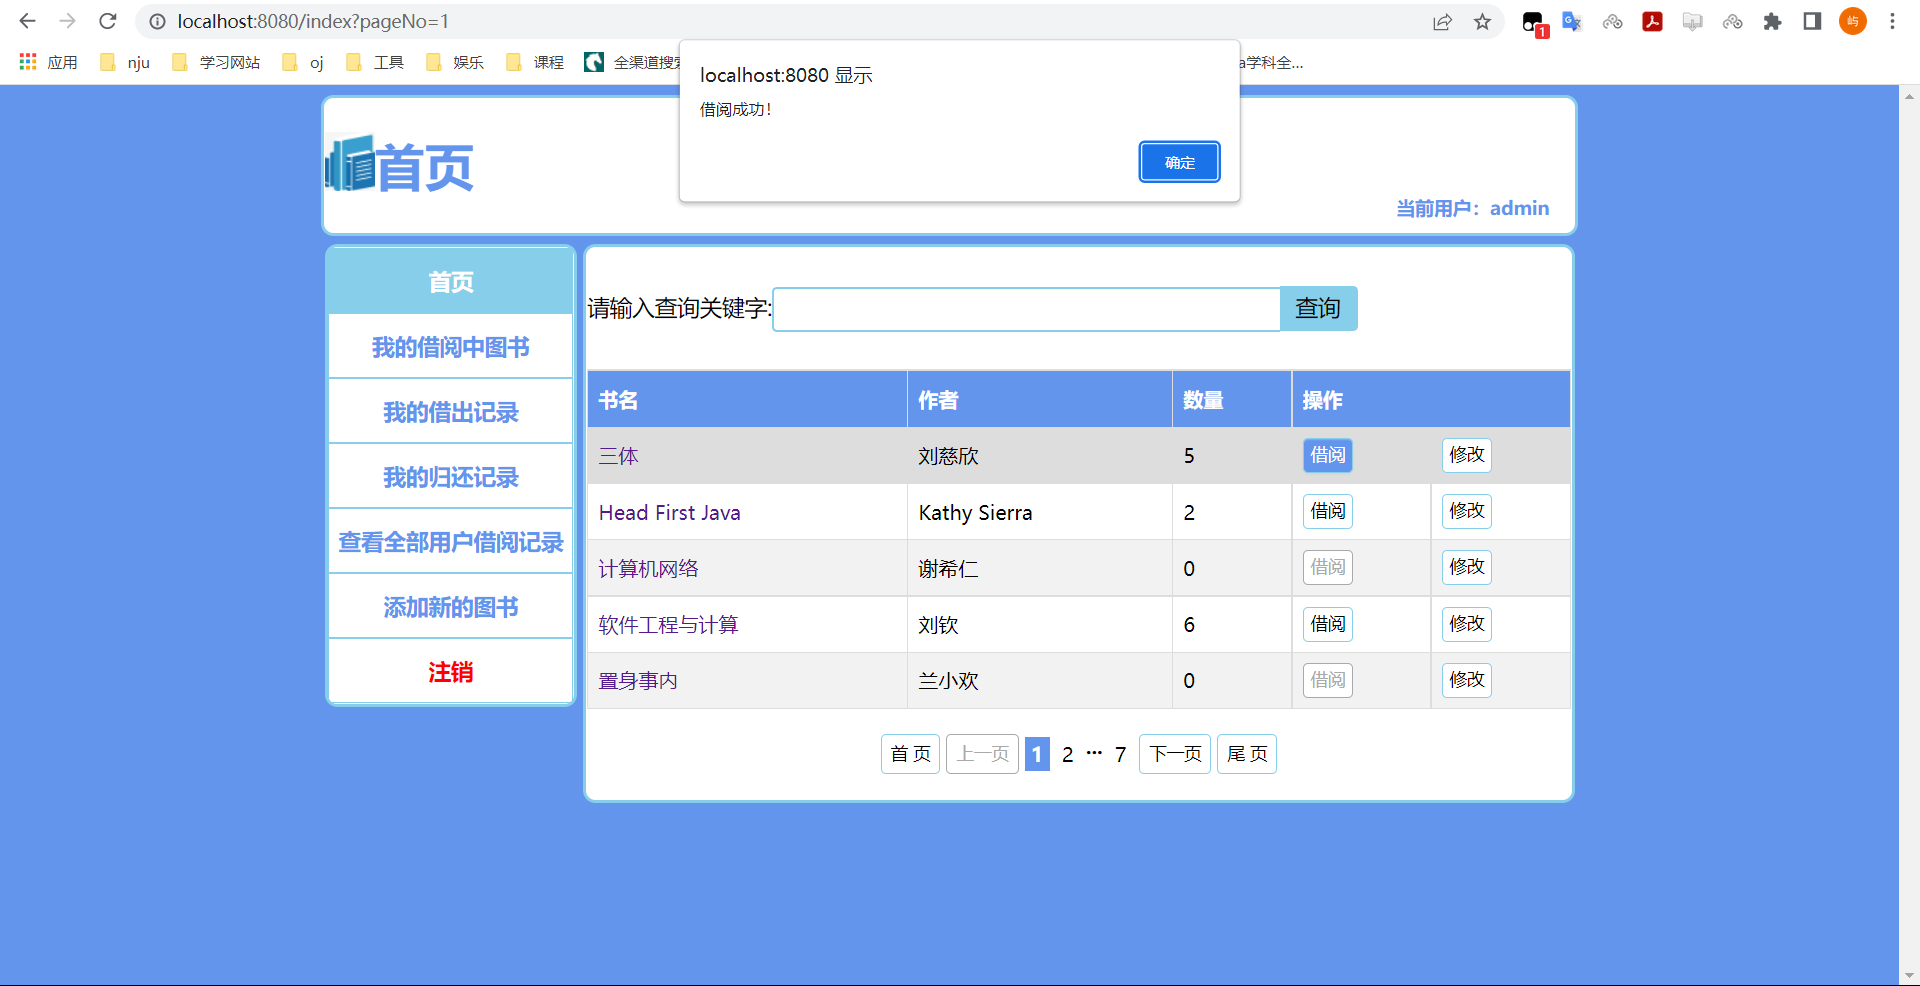 localhost:8080/index?pageNo=1
1
屿
应用 nju 学习网站 oj 工具 娱乐 课程 全渠道搜 a学科全...
localhost:8080 显示
借阅成功!
确定
首页
当前用户：admin
首页
我的借阅中图书
我的借出记录
我的归还记录
查看全部用户借阅记录
添加新的图书
注销
请输入查询关键字: 查询
书名 作者 数量 操作
三体 刘慈欣 5 借阅 修改
Head First Java Kathy Sierra 2 借阅 修改
计算机网络 谢希仁 0 借阅 修改
软件工程与计算 刘钦 6 借阅 修改
置身事内 兰小欢 0 借阅 修改
首 页 上一页 1 2 ··· 7 下一页 尾 页